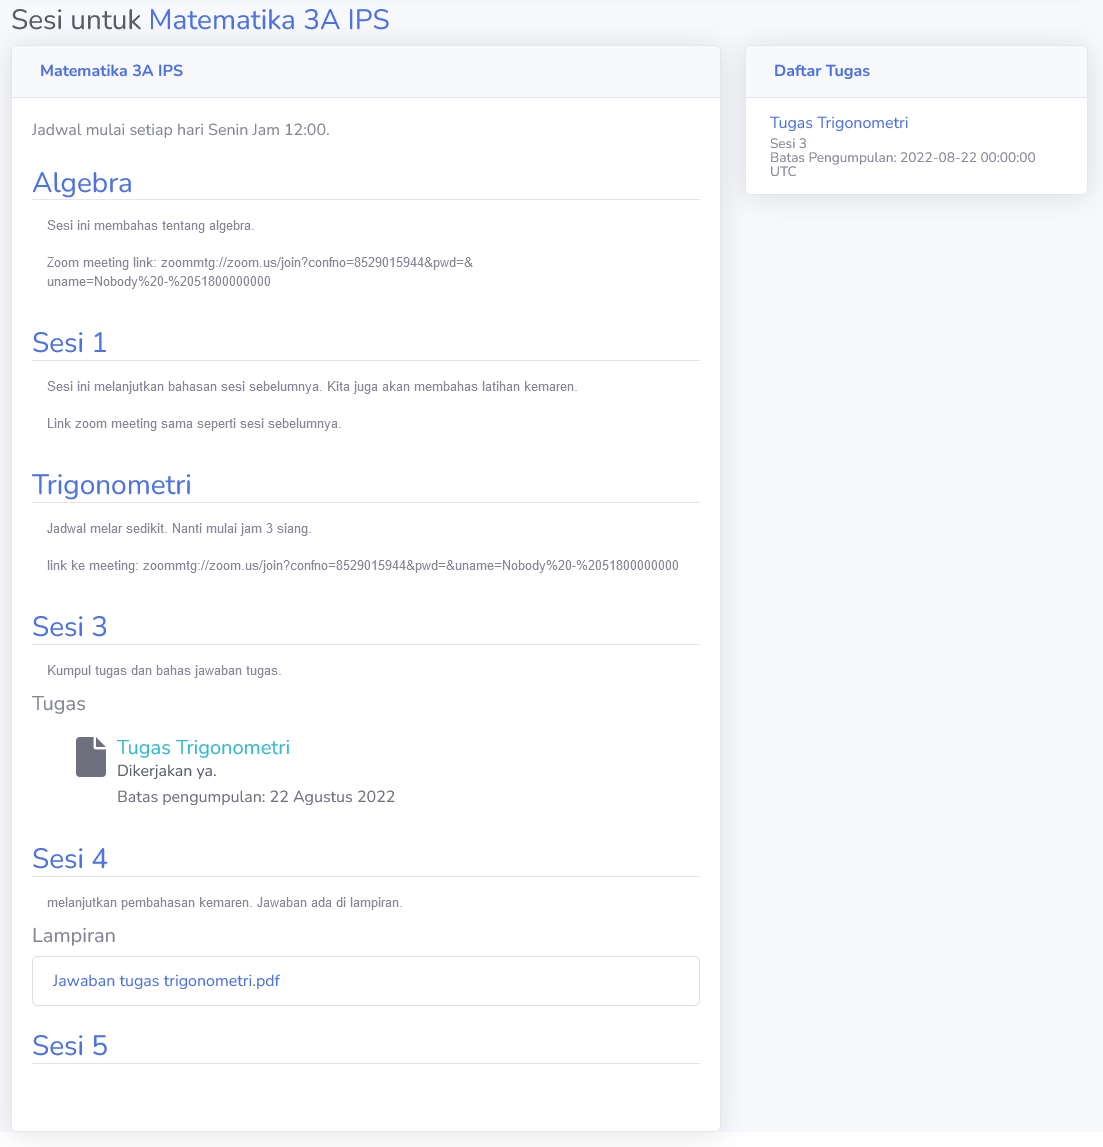 Sesi untuk Matematika 3A IPS
Matematika 3A IPS
Jadwal mulai setiap hari Senin Jam 12:00.
Algebra
Sesi ini membahas tentang algebra.
Zoom meeting link: zoommtg://zoom.us/join?confno=8529015944&pwd=&
uname=Nobody%20-%2051800000000
Sesi 1
Sesi ini melanjutkan bahasan sesi sebelumnya. Kita juga akan membahas latihan kemaren.
Link zoom meeting sama seperti sesi sebelumnya.
Trigonometri
Jadwal melar sedikit. Nanti mulai jam 3 siang.
link ke meeting: zoommtg://zoom.us/join?confno=8529015944&pwd=&uname=Nobody%20-%2051800000000
Sesi 3
Kumpul tugas dan bahas jawaban tugas.
Tugas
Tugas Trigonometri
Dikerjakan ya.
Batas pengumpulan: 22 Agustus 2022
Sesi 4
melanjutkan pembahasan kemaren. Jawaban ada di lampiran.
Lampiran
Jawaban tugas trigonometri.pdf
Sesi 5
Daftar Tugas
Tugas Trigonometri
Sesi 3
Batas Pengumpulan: 2022-08-22 00:00:00
UTC